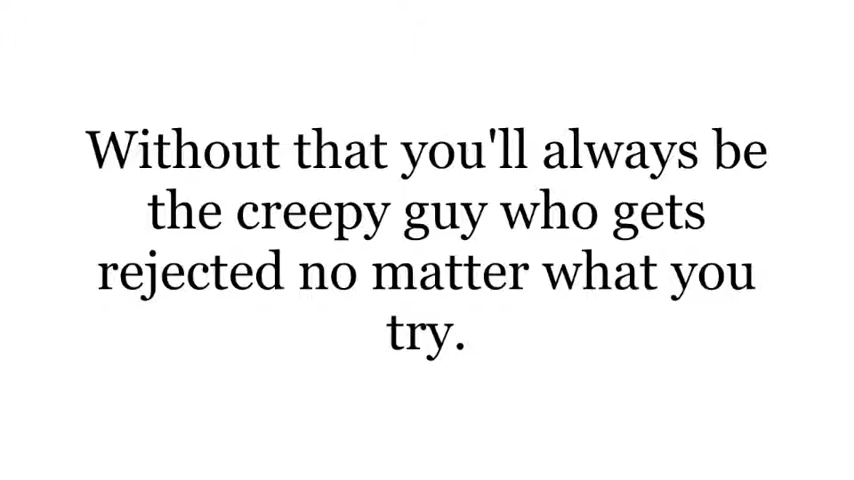 Without that you'll always be
the creepy guy who gets
rejected no matter what you
try.